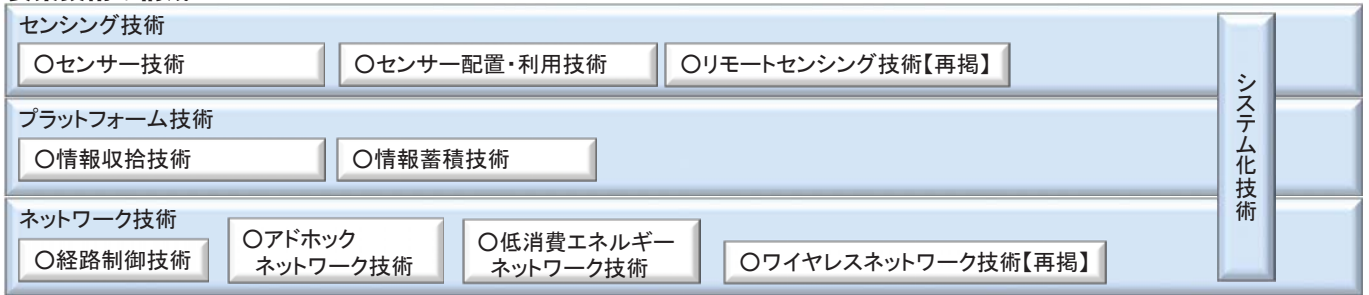 センシング技術
○センサー技術
○センサー配置・利用技術
○リモートセンシング技術【再掲】
プラットフォーム技術
○情報収拾技術
○情報蓄積技術
ネットワーク技術
○経路制御技術
○アドホック
ネットワーク技術
○低消費エネルギー
ネットワーク技術
○ワイヤレスネットワーク技術【再掲】
システム化技術